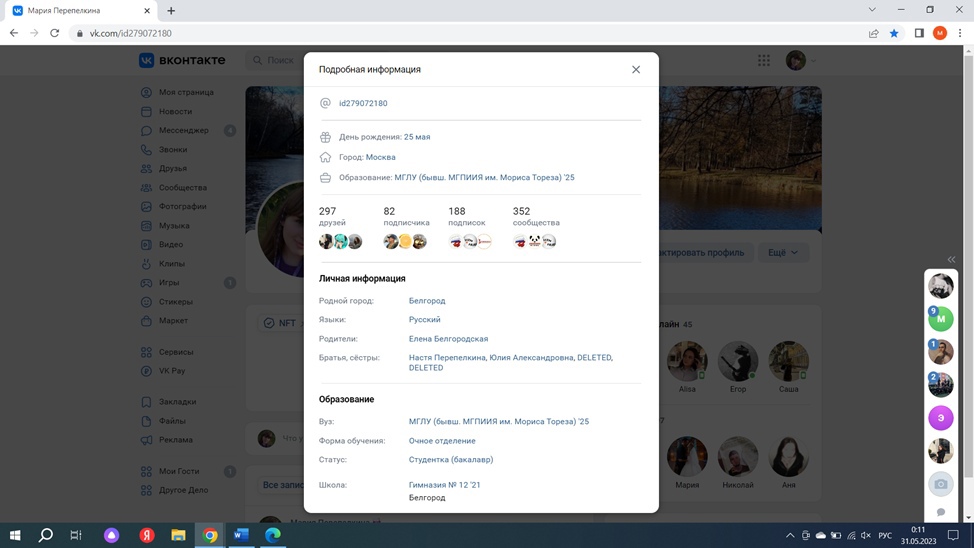 Мария Перепелкина
vk.com/id279072180
М
ВКОНТАКТЕ
Поиск
Моя страница
Новости
Мессенджер 4
Звонки
Друзья
Сообщества
Фотографии
Музыка
Видео
Клипы
Игры 1
Стикеры
Маркет
Сервисы
VK Pay
Закладки
Файлы
Реклама
Мои Гости 1
Другое Дело
Подробная информация
@ id279072180
День рождения: 25 мая
Город: Москва
Образование: МГЛУ (бывш. МГПИИЯ им. Мориса Тореза) '25
297 82 188 352
друзей подписчика подписок сообщества
Личная информация
Родной город: Белгород
Языки: Русский
Родители: Елена Белгородская
Братья, сёстры: Настя Перепелкина, Юлия Александровна, DELETED,
DELETED
Образование
Вуз: МГЛУ (бывш. МГПИИЯ им. Мориса Тореза) '25
Форма обучения: Очное отделение
Статус: Студентка (бакалавр)
Школа: Гимназия № 12 '21
Белгород
NFT
Что у
Все запис
Мария Перепелкина
актировать профиль Ещё
лайн 45
Alisa Егор Саша
7
Мария Николай Аня
9 М
1
2
Э
РУС
0:11
31.05.2023